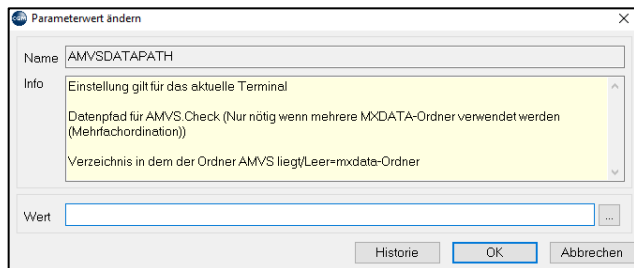 CGM Parameterwert ändern
Name AMVSDATAPATH
Info
Einstellung gilt für das aktuelle Terminal
Datenpfad für AMVS.Check (Nur nötig wenn mehrere MXDATA-Ordner verwendet werden
(Mehrfachordination))
Verzeichnis in dem der Ordner AMVS liegt/Leer=mxdata-Ordner
Wert ...
Historie OK Abbrechen